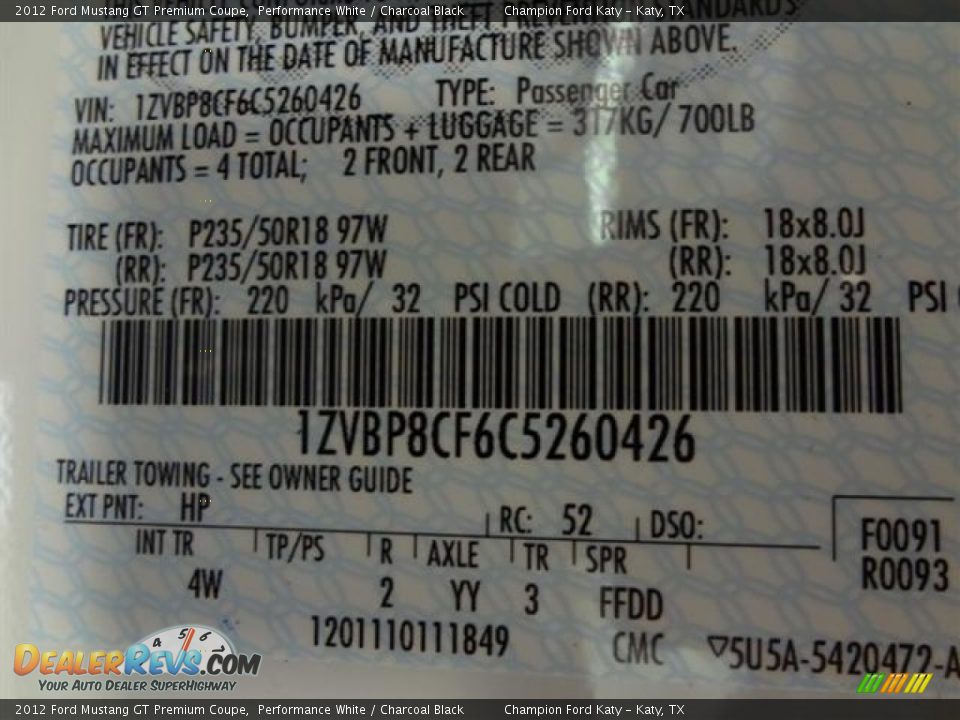 2012 Ford Mustang GT Premium Coupe, Performance White / Charcoal Black Champion Ford Katy - Katy, TX
VEHICLE SAFETY, BUMPER, AND THEFT STANDARDS
IN EFFECT ON THE DATE OF MANUFACTURE SHOWN ABOVE.
VIN: 1ZVBP8CF6C5260426 TYPE: Passenger Car
MAXIMUM LOAD = OCCUPANTS + LUGGAGE = 317KG/ 700LB
OCCUPANTS = 4 TOTAL; 2 FRONT, 2 REAR
TIRE (FR): P235/50R18 97W RIMS (FR): 18x8.0J
(RR): P235/50R18 97W (RR): 18x8.0J
PRESSURE (FR): 220 kPa/ 32 PSI COLD (RR): 220 kPa/ 32 PSI
1ZVBP8CF6C5260426
TRAILER TOWING - SEE OWNER GUIDE
EXT PNT: HP RC: 52 DSO:
F0091
INT TR TP/PS R AXLE TR SPR
R0093
4W 2 YY 3 FFDD
1201110111849 CMC ▽5U5A-5420472-A
4 5 6
DEALERREVS.COM
YOUR AUTO DEALER SUPERHIGHWAY
2012 Ford Mustang GT Premium Coupe, Performance White / Charcoal Black Champion Ford Katy - Katy, TX